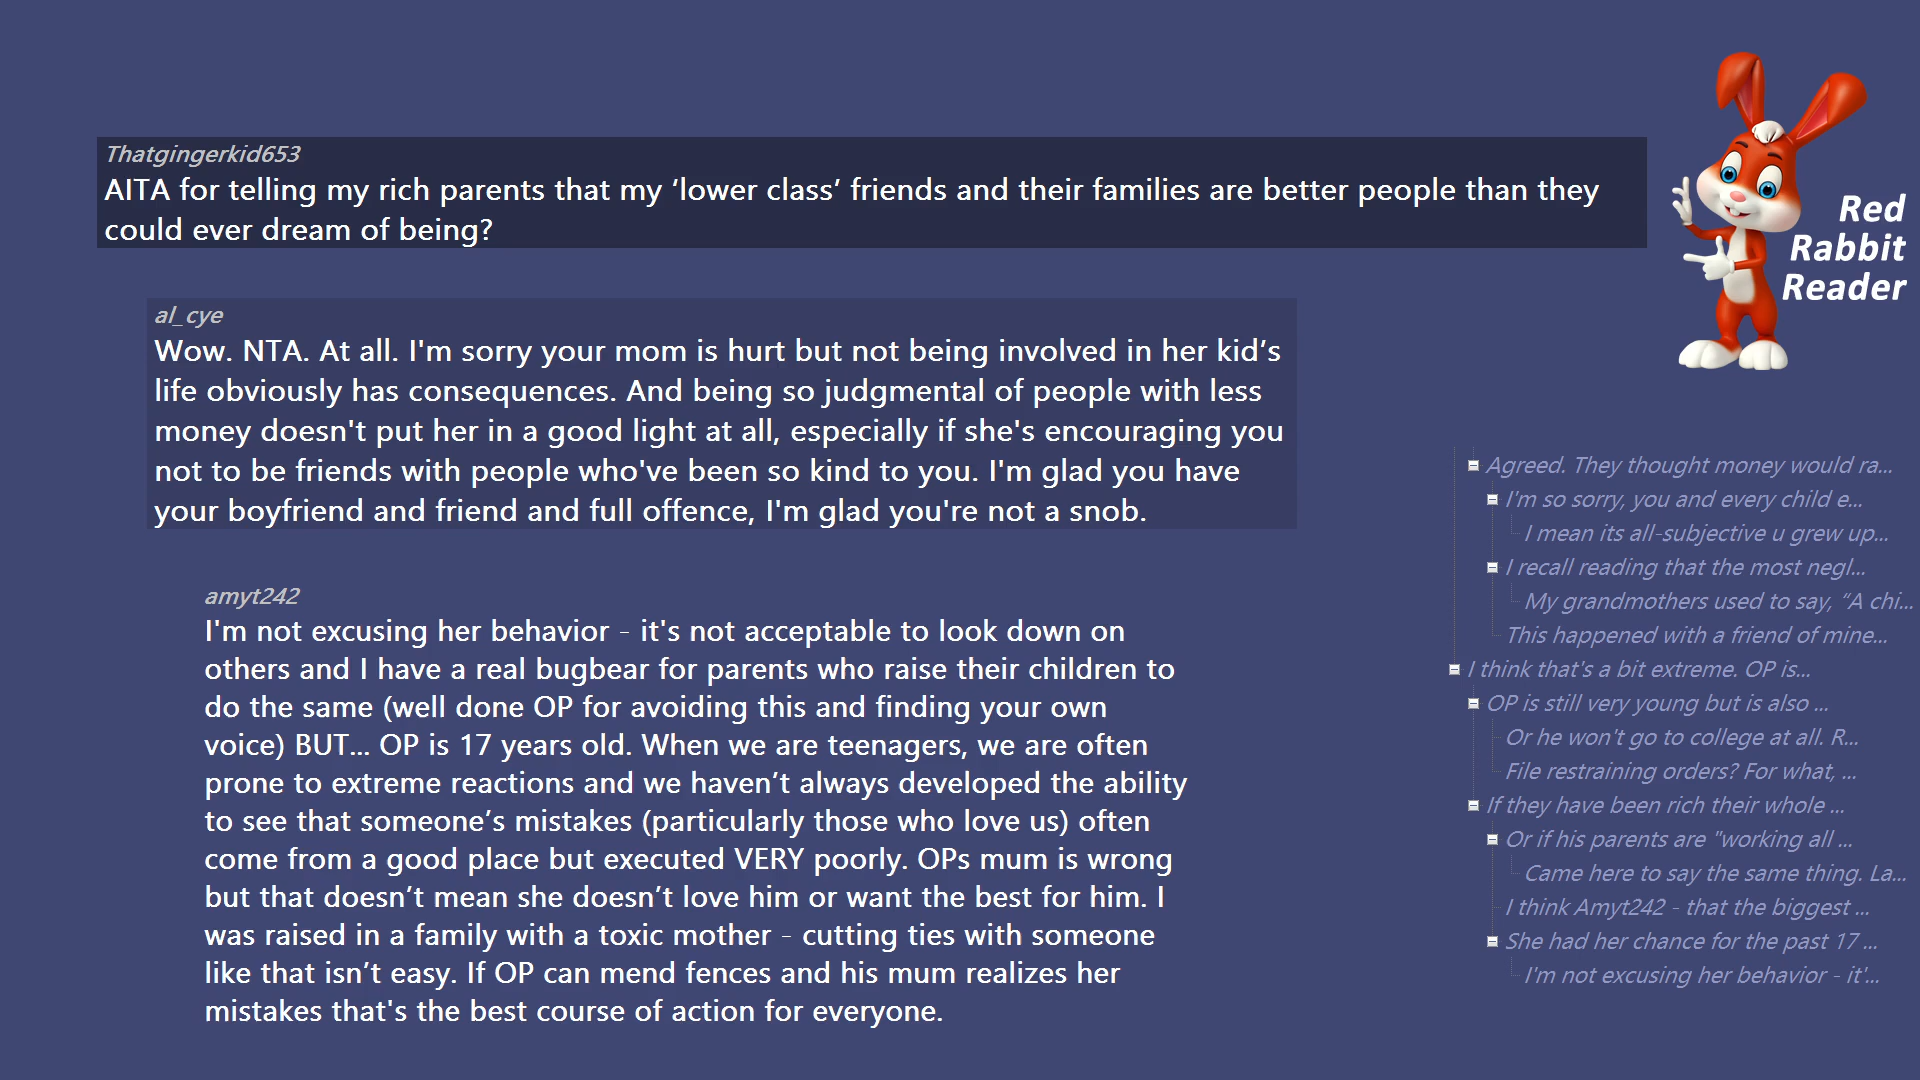 Thatgingerkid653
AITA for telling my rich parents that my ‘lower class’ friends and their families are better people than they
could ever dream of being?
Red
Rabbit
Reader
al_cye
Wow. NTA. At all. I'm sorry your mom is hurt but not being involved in her kid’s
life obviously has consequences. And being so judgmental of people with less
money doesn't put her in a good light at all, especially if she's encouraging you
not to be friends with people who've been so kind to you. I'm glad you have
your boyfriend and friend and full offence, I'm glad you're not a snob.
amyt242
I'm not excusing her behavior - it's not acceptable to look down on
others and I have a real bugbear for parents who raise their children to
do the same (well done OP for avoiding this and finding your own
voice) BUT... OP is 17 years old. When we are teenagers, we are often
prone to extreme reactions and we haven’t always developed the ability
to see that someone’s mistakes (particularly those who love us) often
come from a good place but executed VERY poorly. OPs mum is wrong
but that doesn’t mean she doesn’t love him or want the best for him. I
was raised in a family with a toxic mother - cutting ties with someone
like that isn’t easy. If OP can mend fences and his mum realizes her
mistakes that's the best course of action for everyone.
Agreed. They thought money would ra...
I'm so sorry, you and every child e...
I mean its all-subjective u grew up...
I recall reading that the most negl...
My grandmothers used to say, “A chi...
This happened with a friend of mine...
I think that's a bit extreme. OP is...
OP is still very young but is also ...
Or he won't go to college at all. R...
File restraining orders? For what, ...
If they have been rich their whole ...
Or if his parents are "working all ...
Came here to say the same thing. La...
I think Amyt242 - that the biggest ...
She had her chance for the past 17 ...
I'm not excusing her behavior - it'...